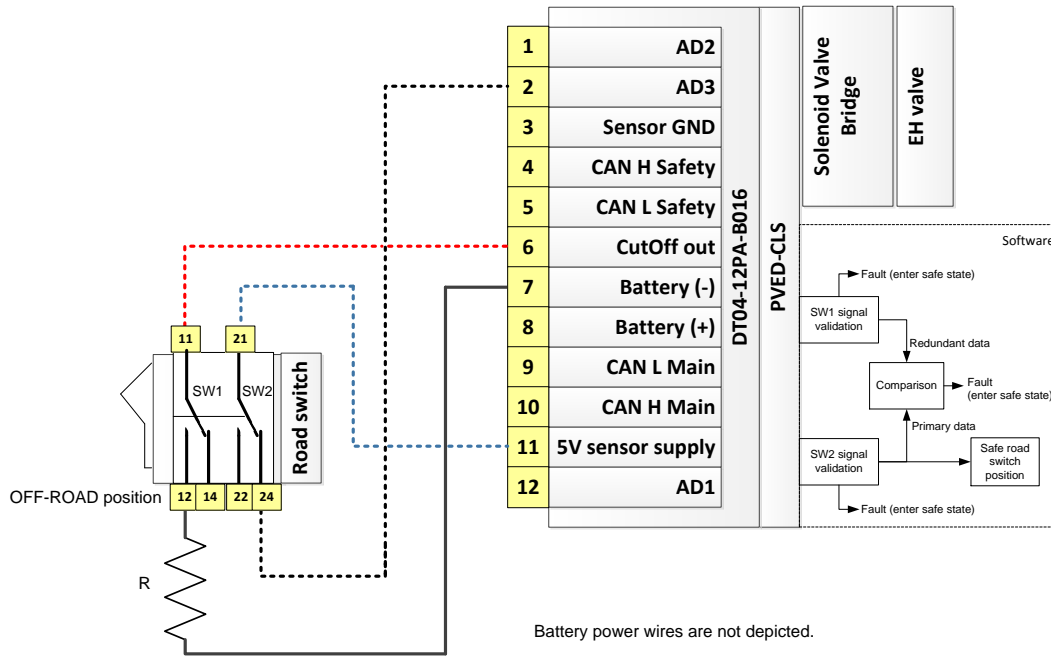 1 AD2
2 AD3
3 Sensor GND
4 CAN H Safety
5 CAN L Safety
6 CutOff out
7 Battery (-)
8 Battery (+)
9 CAN L Main
10 CAN H Main
11 5V sensor supply
12 AD1
DT04-12PA-B016
PVED-CLS
Solenoid Valve
Bridge
EH valve
Software
Fault (enter safe state)
SW1 signal
validation
Redundant data
Comparison
Fault
(enter safe state)
Primary data
SW2 signal
validation
Safe road
switch
position
Fault (enter safe state)
11
21
SW1
SW2
Road switch
OFF-ROAD position
12
14
22
24
R
Battery power wires are not depicted.